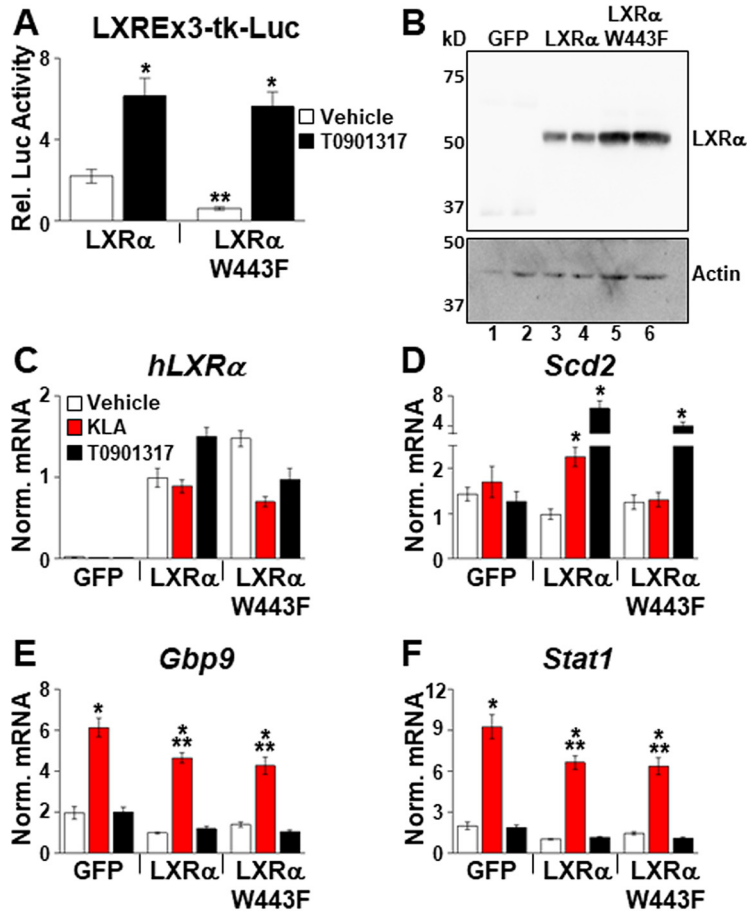 A
LXREx3-tk-Luc
Rel. Luc Activity
8
4
0
*
*
**
Vehicle
T0901317
LXRα
LXRα
W443F
B
kD
GFP
LXRα
LXRα
W443F
75
50
37
LXRα
50
37
Actin
1 2 3 4 5 6
C
hLXRα
Norm. mRNA
2
1
0
Vehicle
KLA
T0901317
GFP
LXRα
LXRα
W443F
D
Scd2
Norm. mRNA
8
4
2
1
0
*
*
*
GFP
LXRα
LXRα
W443F
E
Gbp9
Norm. mRNA
8
6
4
2
0
*
*
**
*
**
GFP
LXRα
LXRα
W443F
F
Stat1
Norm. mRNA
12
9
6
3
0
*
*
**
*
**
GFP
LXRα
LXRα
W443F